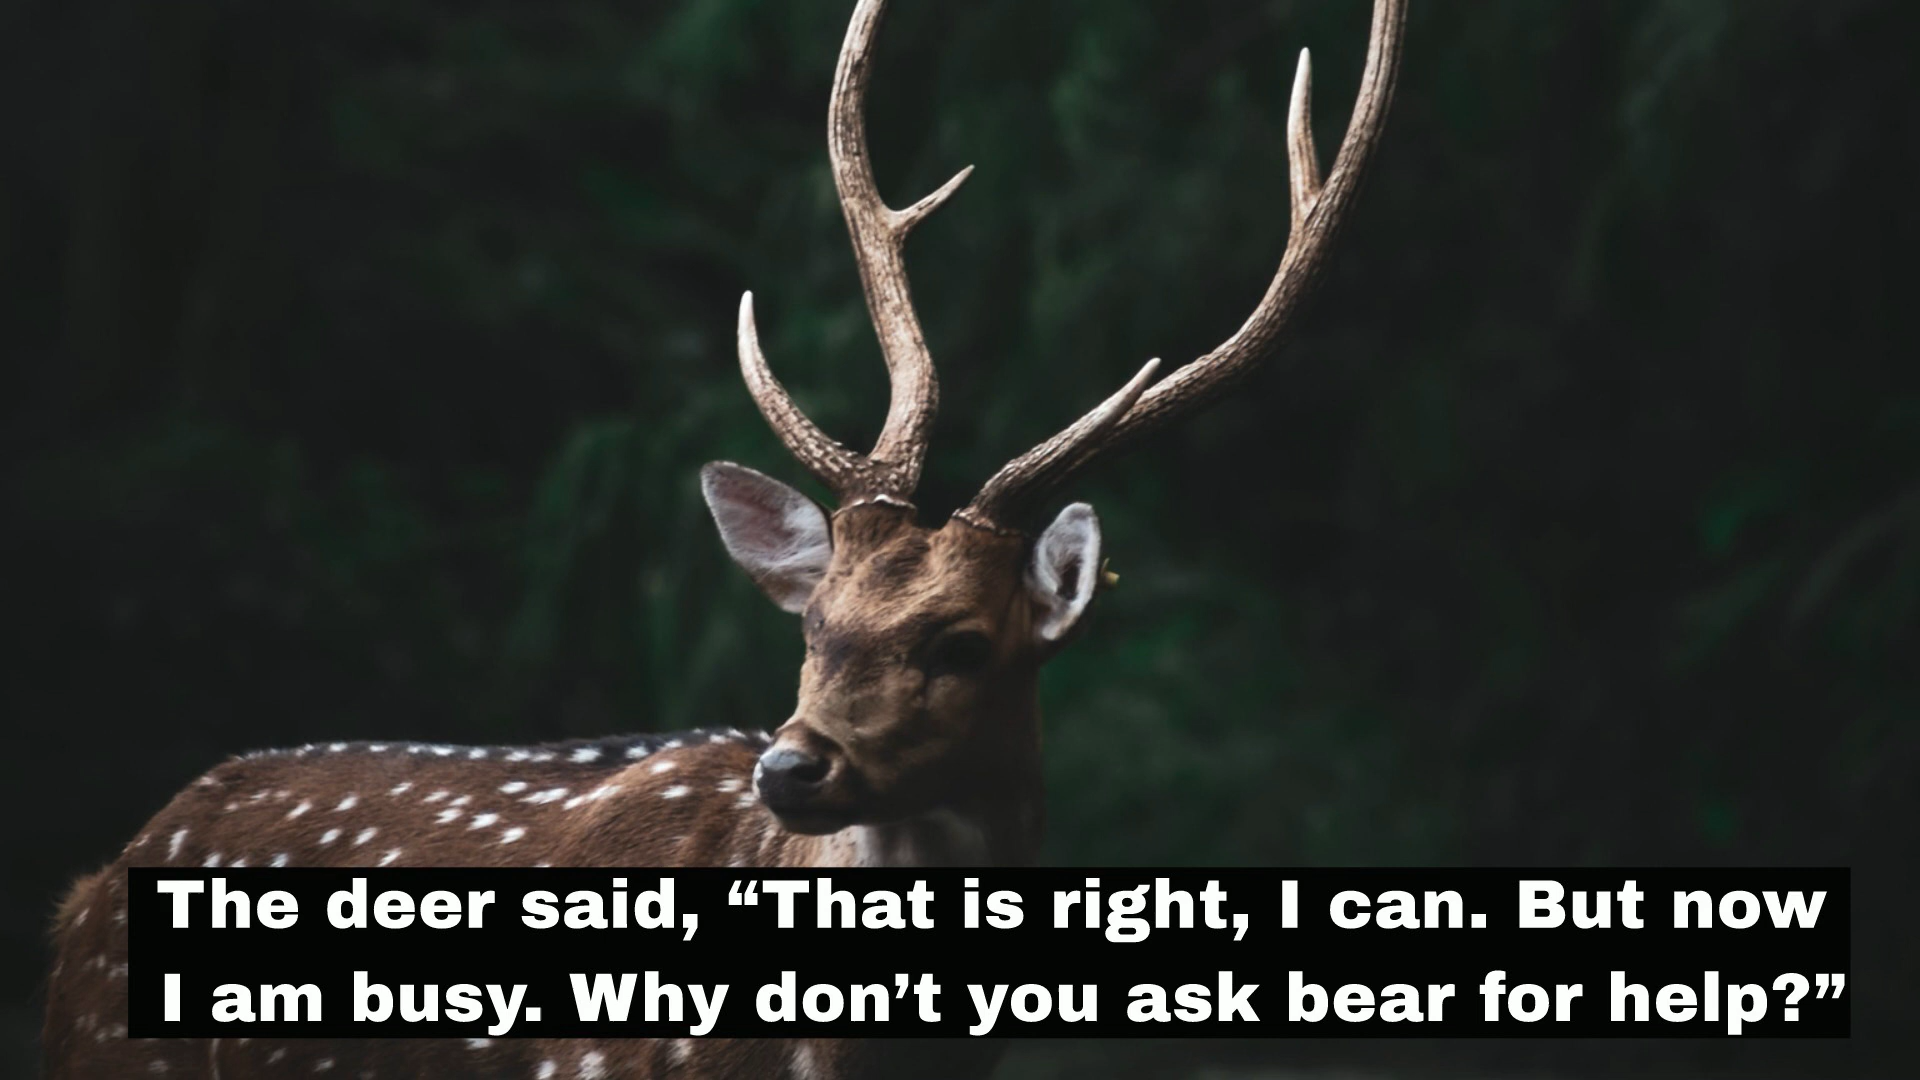 The deer said, “That is right, I can. But now
I am busy. Why don’t you ask bear for help?”